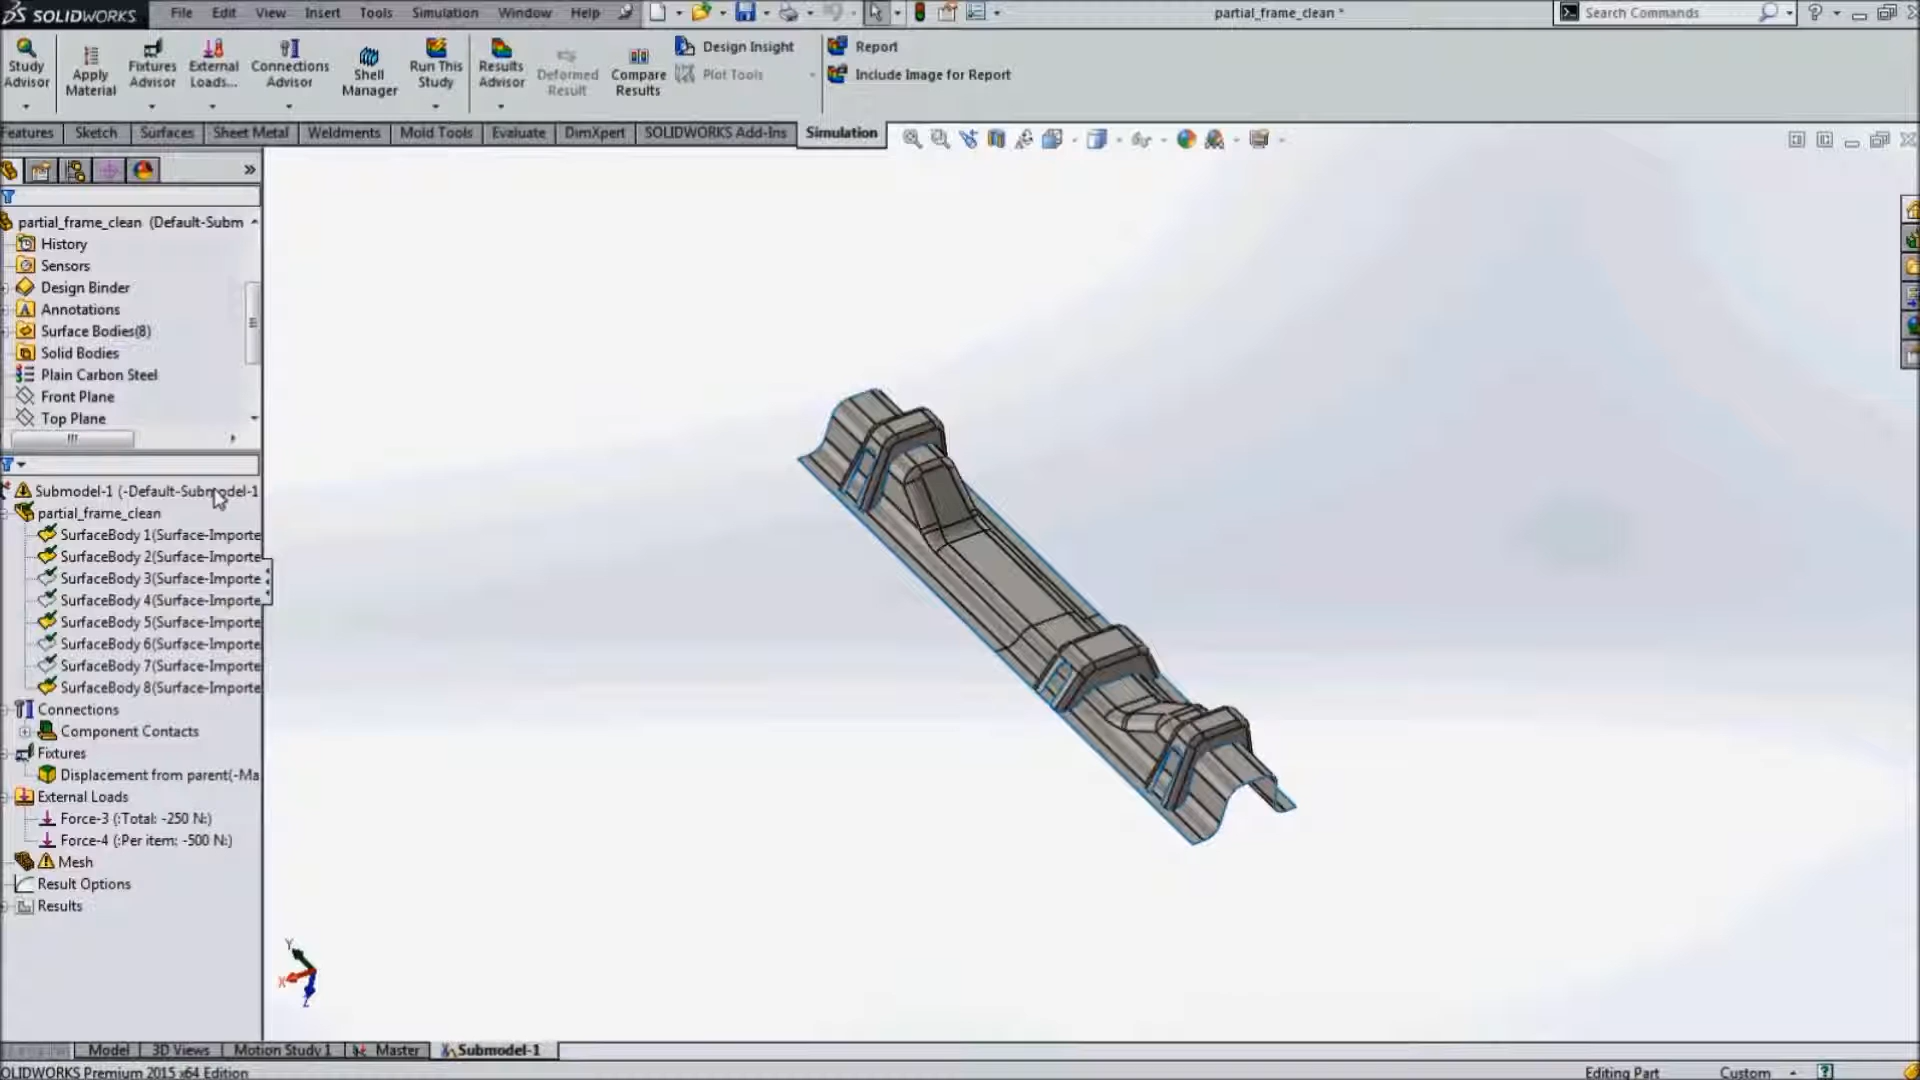 SOLIDWORKS File Edit View Insert Tools Simulation Window Help partial_frame_clean * Search Commands
Study Advisor
Apply Material
Fixtures Advisor
External Loads...
Connections Advisor
Shell Manager
Run This Study
Results Advisor
Deformed Result
Compare Results
Design Insight
Plot Tools
Report
Include Image for Report
Features Sketch Surfaces Sheet Metal Weldments Mold Tools Evaluate DimXpert SOLIDWORKS Add-Ins Simulation
partial_frame_clean (Default-Subm
History
Sensors
Design Binder
Annotations
Surface Bodies(8)
Solid Bodies
Plain Carbon Steel
Front Plane
Top Plane
Submodel-1 (-Default-Submodel-1
partial_frame_clean
SurfaceBody 1(Surface-Importe
SurfaceBody 2(Surface-Importe
SurfaceBody 3(Surface-Importe
SurfaceBody 4(Surface-Importe
SurfaceBody 5(Surface-Importe
SurfaceBody 6(Surface-Importe
SurfaceBody 7(Surface-Importe
SurfaceBody 8(Surface-Importe
Connections
Component Contacts
Fixtures
Displacement from parent(-Ma
External Loads
Force-3 (:Total: -250 N:)
Force-4 (:Per item: -500 N:)
Mesh
Result Options
Results
Y
X
Z
Model 3D Views Motion Study 1 Master Submodel-1
OLIDWORKS Premium 2015 x64 Edition Editing Part Custom